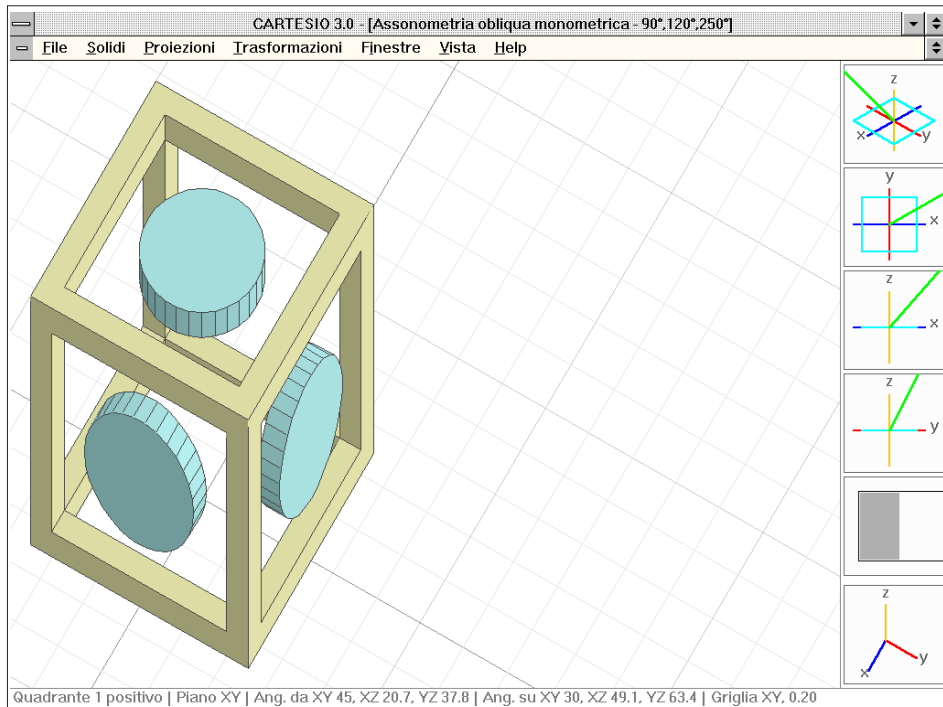 CARTESIO 3.0 - [Assonometria obliqua monometrica - 90°,120°,250°]
File Solidi Proiezioni Trasformazioni Finestre Vista Help
z
x y
y
x
z
x
z
y
z
y
x
Quadrante 1 positivo | Piano XY | Ang. da XY 45, XZ 20.7, YZ 37.8 | Ang. su XY 30, XZ 49.1, YZ 63.4 | Griglia XY, 0.20